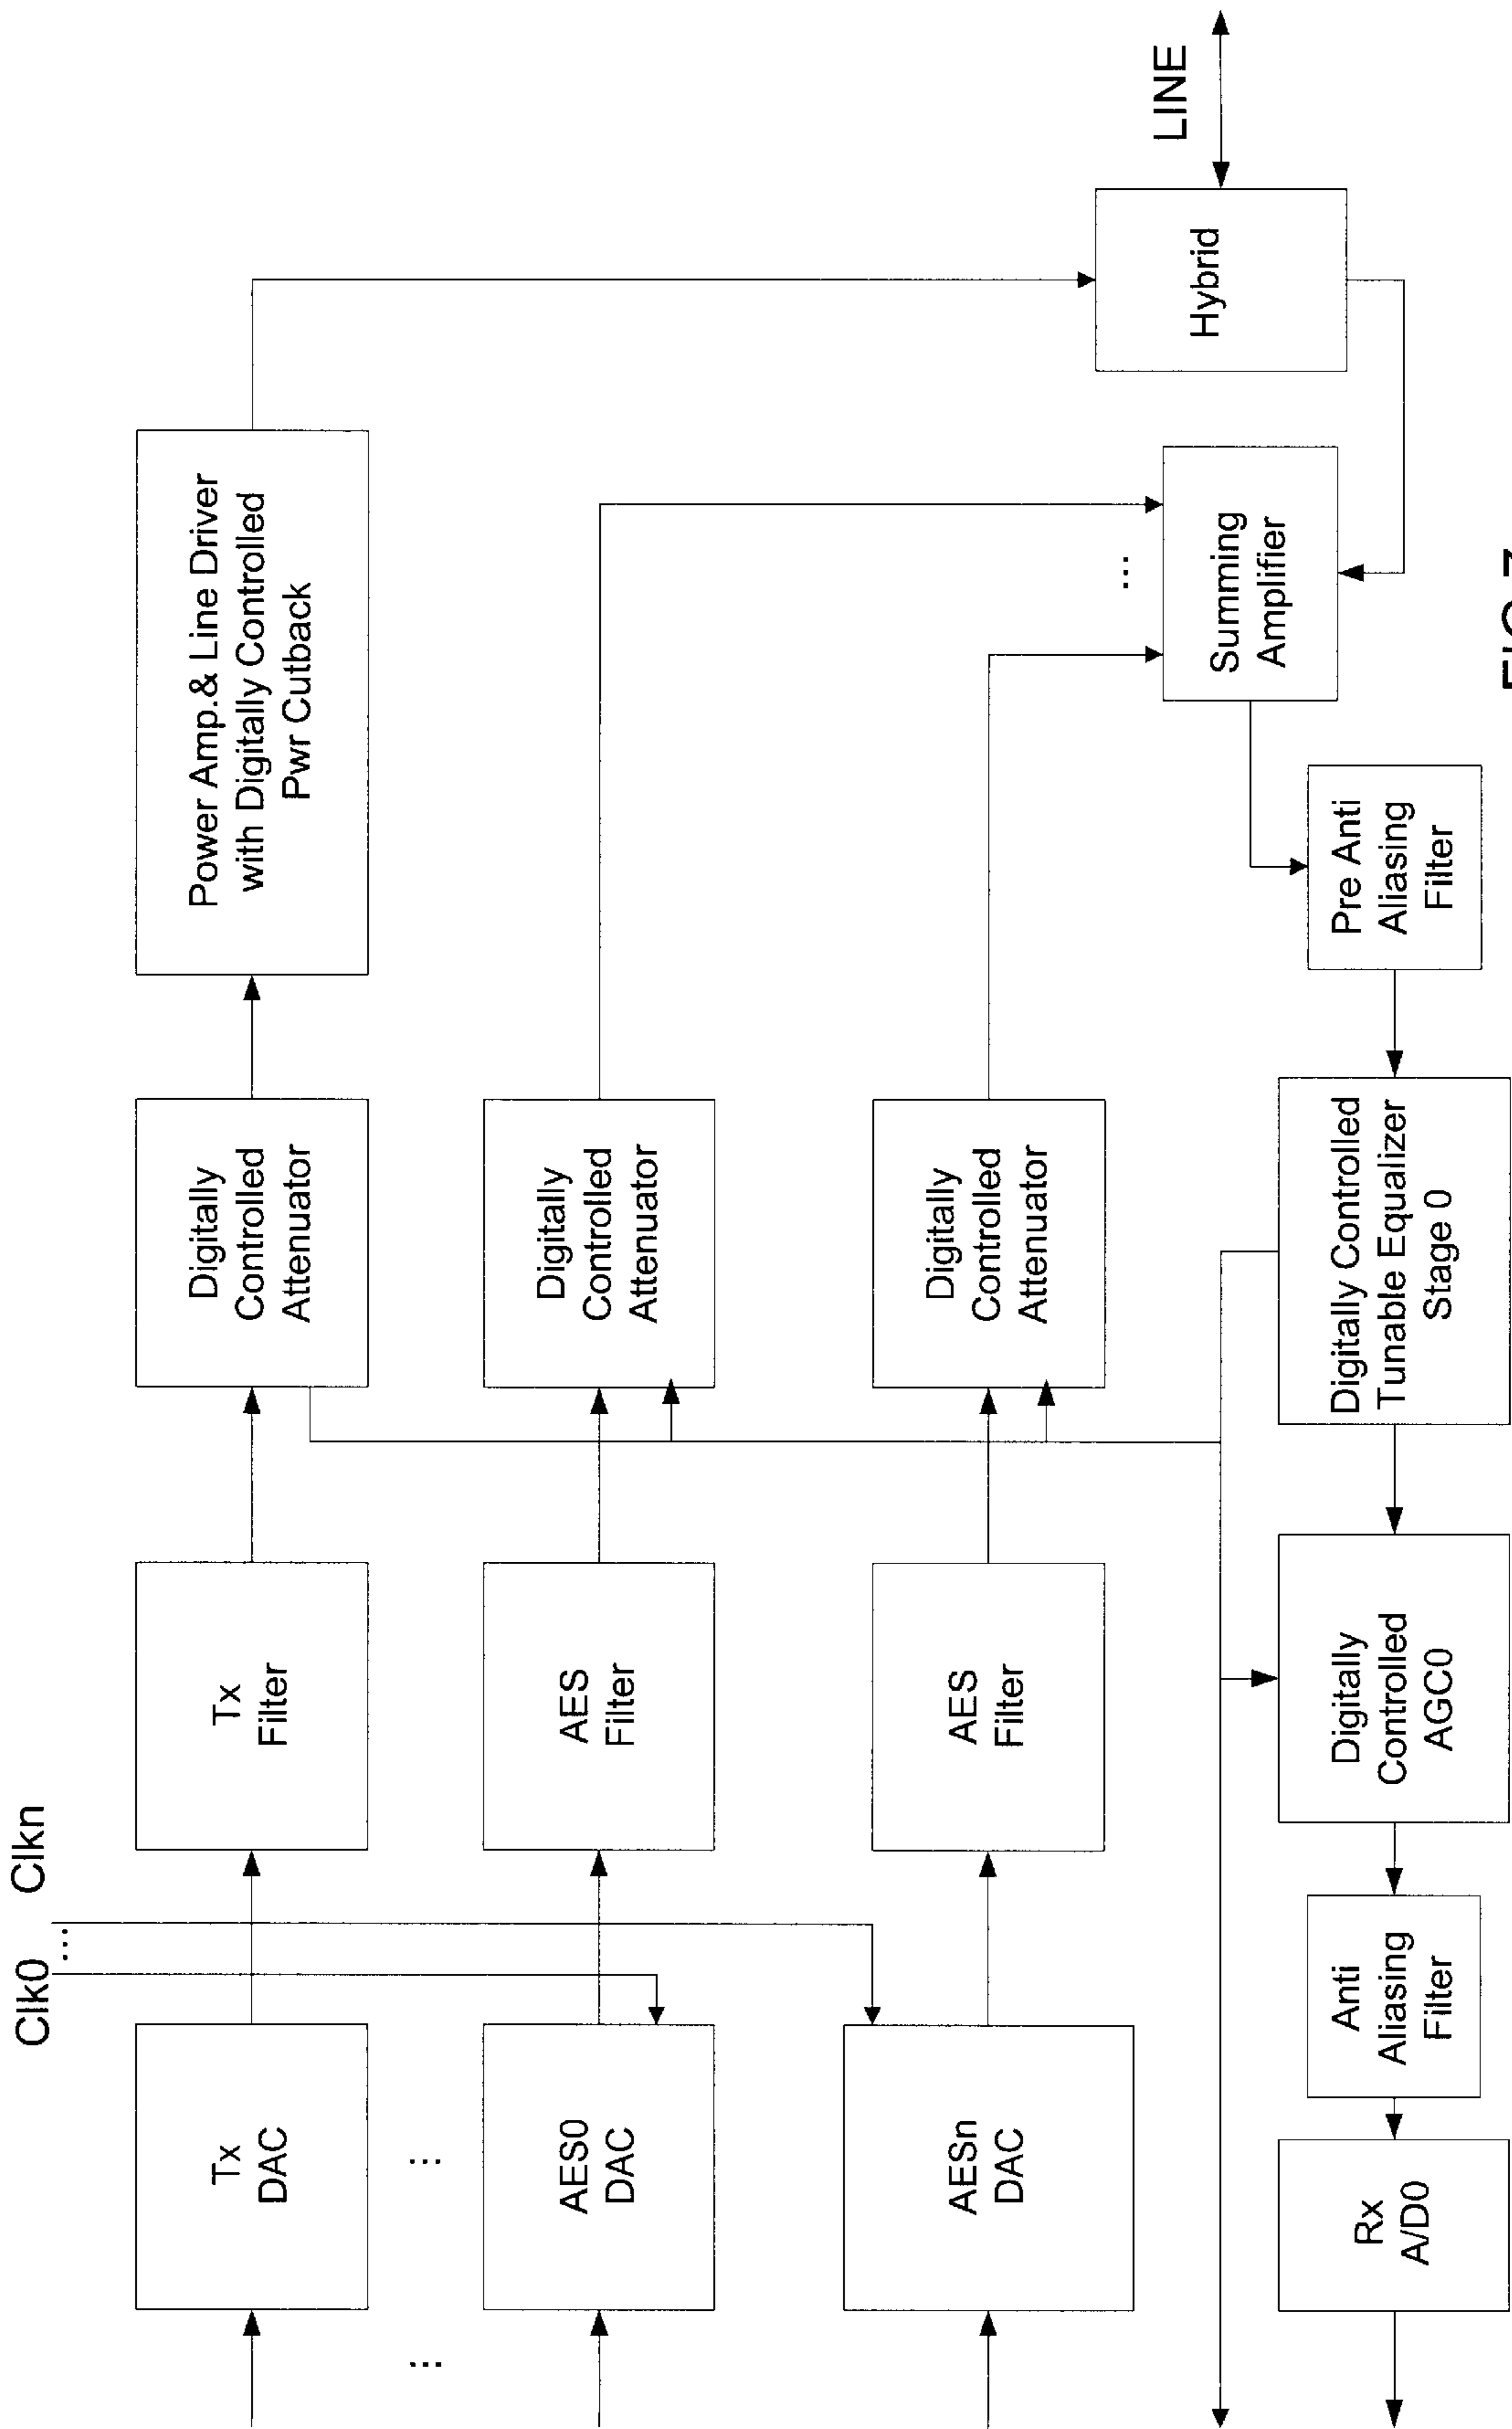 Clk0 ... Clkn
Tx
DAC
Tx
Filter
Digitally
Controlled
Attenuator
Power Amp.& Line Driver
with Digitally Controlled
Pwr Cutback
...
...
AES0
DAC
AES
Filter
Digitally
Controlled
Attenuator
AESn
DAC
AES
Filter
Digitally
Controlled
Attenuator
...
Summing
Amplifier
Hybrid
LINE
Rx
A/D0
Anti
Aliasing
Filter
Digitally
Controlled
AGC0
Digitally Controlled
Tunable Equalizer
Stage 0
Pre Anti
Aliasing
Filter